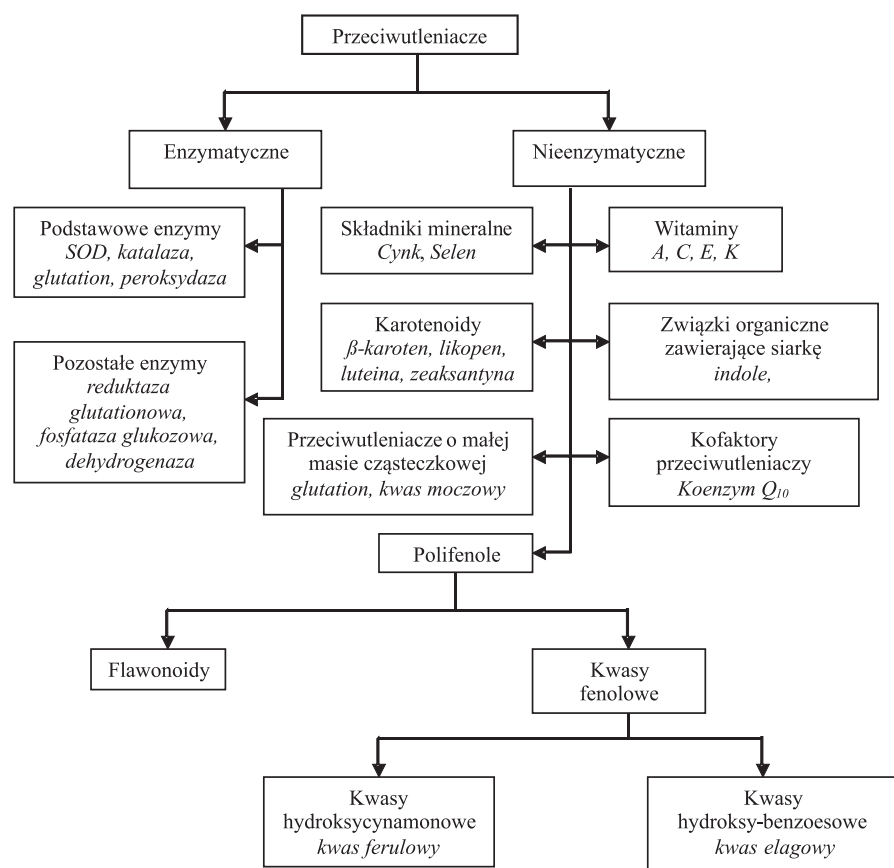 Przeciwutleniacze
Enzymatyczne
Nieenzymatyczne
Podstawowe enzymy
SOD, katalaza,
glutation, peroksydaza
Składniki mineralne
Cynk, Selen
Witaminy
A, C, E, K
Pozostałe enzymy
reduktaza
glutationowa,
fosfataza glukozowa,
dehydrogenaza
Karotenoidy
ß-karoten, likopen,
luteina, zeaksantyna
Związki organiczne
zawierające siarkę
indole,
Przeciwutleniacze o małej
masie cząsteczkowej
glutation, kwas moczowy
Kofaktory
przeciwutleniaczy
Koenzym Q10
Polifenole
Flawonoidy
Kwasy
fenolowe
Kwasy
hydroksycynamonowe
kwas ferulowy
Kwasy
hydroksy-benzoesowe
kwas elagowy